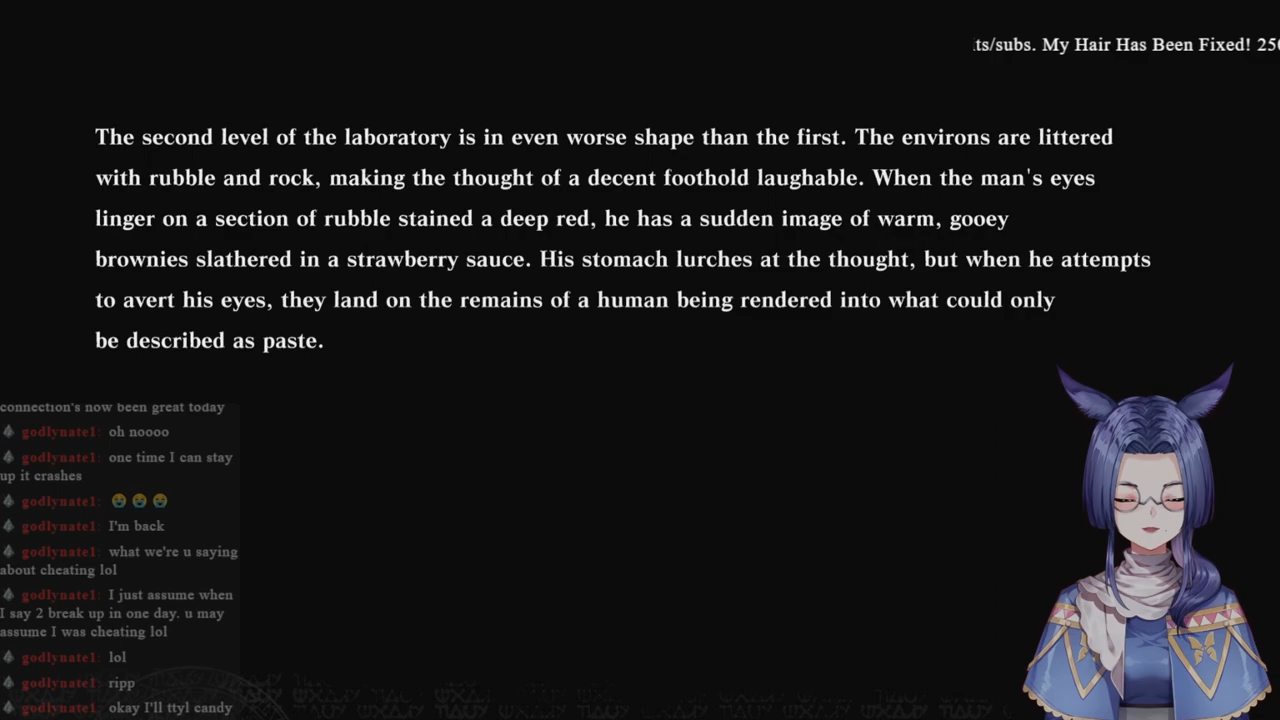 ts/subs. My Hair Has Been Fixed! 250
The second level of the laboratory is in even worse shape than the first. The environs are littered
with rubble and rock, making the thought of a decent foothold laughable. When the man's eyes
linger on a section of rubble stained a deep red, he has a sudden image of warm, gooey
brownies slathered in a strawberry sauce. His stomach lurches at the thought, but when he attempts
to avert his eyes, they land on the remains of a human being rendered into what could only
be described as paste.
connection's now been great today
godlynate1: oh noooo
godlynate1: one time I can stay
up it crashes
godlynate1: 😭 😭 😭
godlynate1: I'm back
godlynate1: what we're u saying
about cheating lol
godlynate1: I just assume when
I say 2 break up in one day. u may
assume I was cheating lol
godlynate1: lol
godlynate1: ripp
godlynate1: okay I'll ttyl candy